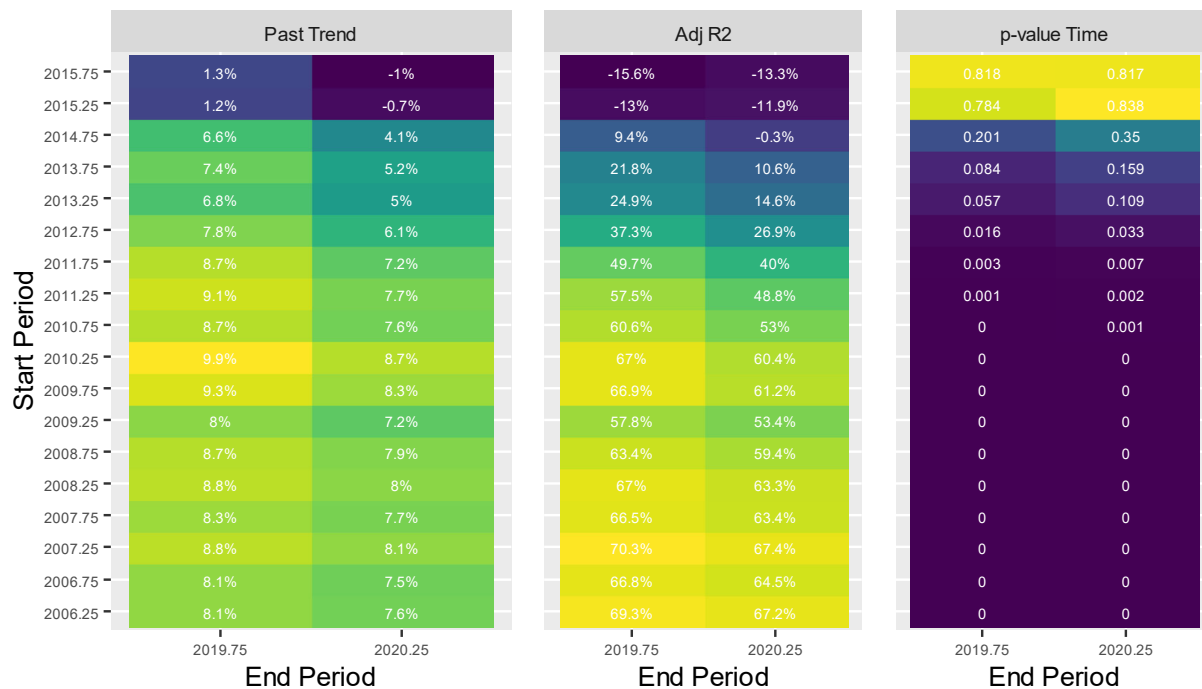 Past Trend Adj R2 p-value Time
Start Period
2015.75 1.3% -1% -15.6% -13.3% 0.818 0.817
2015.25 1.2% -0.7% -13% -11.9% 0.784 0.838
2014.75 6.6% 4.1% 9.4% -0.3% 0.201 0.35
2013.75 7.4% 5.2% 21.8% 10.6% 0.084 0.159
2013.25 6.8% 5% 24.9% 14.6% 0.057 0.109
2012.75 7.8% 6.1% 37.3% 26.9% 0.016 0.033
2011.75 8.7% 7.2% 49.7% 40% 0.003 0.007
2011.25 9.1% 7.7% 57.5% 48.8% 0.001 0.002
2010.75 8.7% 7.6% 60.6% 53% 0 0.001
2010.25 9.9% 8.7% 67% 60.4% 0 0
2009.75 9.3% 8.3% 66.9% 61.2% 0 0
2009.25 8% 7.2% 57.8% 53.4% 0 0
2008.75 8.7% 7.9% 63.4% 59.4% 0 0
2008.25 8.8% 8% 67% 63.3% 0 0
2007.75 8.3% 7.7% 66.5% 63.4% 0 0
2007.25 8.8% 8.1% 70.3% 67.4% 0 0
2006.75 8.1% 7.5% 66.8% 64.5% 0 0
2006.25 8.1% 7.6% 69.3% 67.2% 0 0
2019.75 2020.25 2019.75 2020.25 2019.75 2020.25
End Period End Period End Period